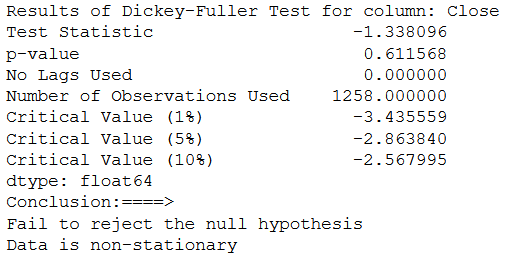 Results of Dickey-Fuller Test for column: Close
Test Statistic -1.338096
p-value 0.611568
No Lags Used 0.000000
Number of Observations Used 1258.000000
Critical Value (1%) -3.435559
Critical Value (5%) -2.863840
Critical Value (10%) -2.567995
dtype: float64
Conclusion:====>
Fail to reject the null hypothesis
Data is non-stationary